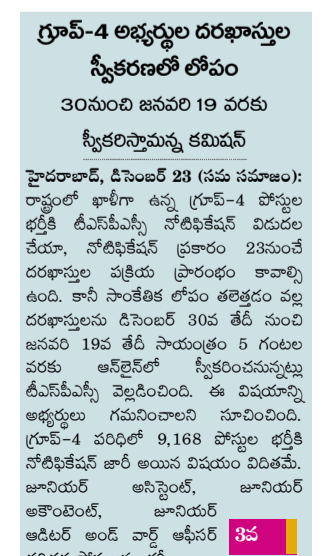 గ్రూప్-4 అభ్యర్థుల దరఖాస్తుల
స్వీకరణలో లోపం
30నుంచి జనవరి 19 వరకు
స్వీకరిస్తామన్న కమిషన్
హైదరాబాద్, డిసెంబర్ 23 (సమ సమాజం):
రాష్ట్రంలో ఖాళీగా ఉన్న గ్రూప్-4 పోస్టుల
భర్తీకి టీఎస్‌పీఎస్సీ నోటిఫికేషన్ విడుదల
చేయా, నోటిఫికేషన్ ప్రకారం 23నుంచే
దరఖాస్తుల పక్రియ ప్రారంభం కావాల్సి
ఉంది. కానీ సాంకేతిక లోపం తలెత్తడం వల్ల
దరఖాస్తులను డిసెంబర్ 30వ తేదీ నుంచి
జనవరి 19వ తేదీ సాయంత్రం 5 గంటల
వరకు ఆన్‌లైన్‌లో స్వీకరించనున్నట్లు
టీఎస్‌పీఎస్సీ వెల్లడించింది. ఈ విషయాన్ని
అభ్యర్థులు గమనించాలని సూచించింది.
గ్రూప్-4 పరిధిలో 9,168 పోస్టుల భర్తీకి
నోటిఫికేషన్ జారీ అయిన విషయం విదితమే.
జూనియర్ అసిస్టెంట్, జూనియర్
అకౌంటెంట్, జూనియర్
ఆడిటర్ అండ్ వార్డ్ ఆఫీసర్ 3వ